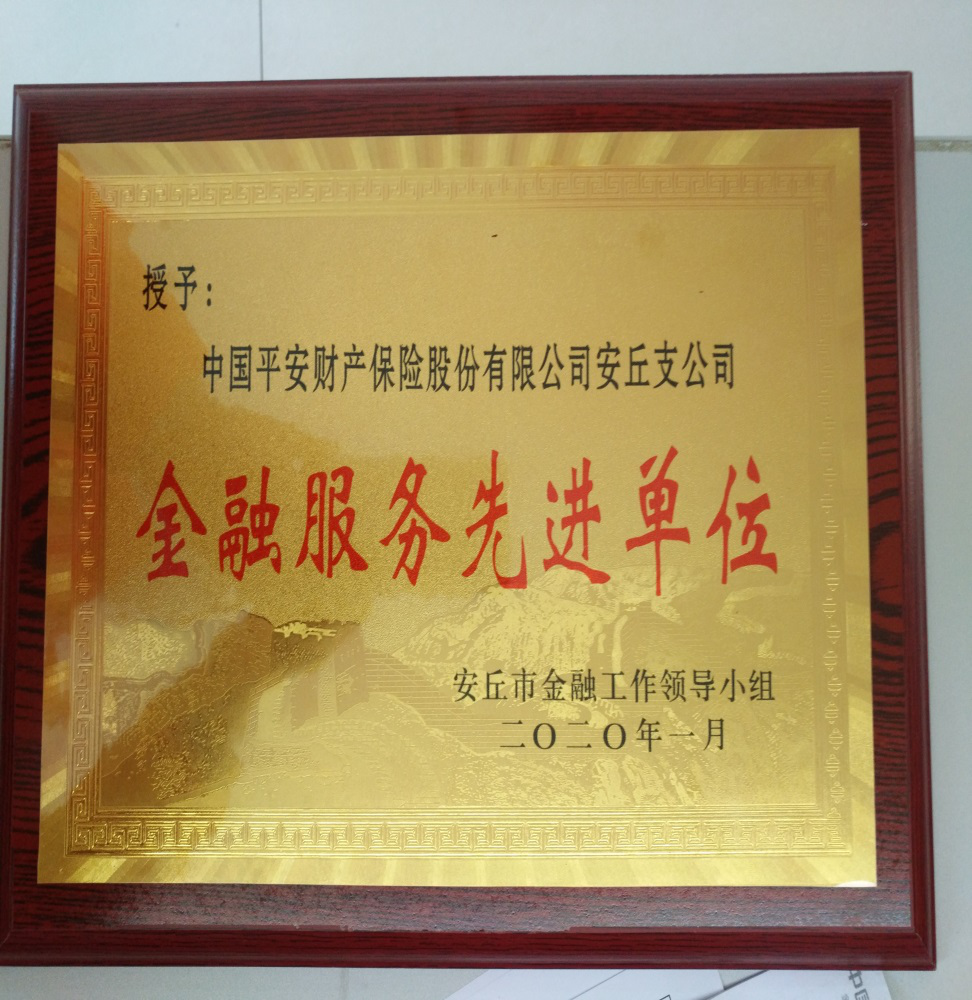 授予：
中国平安财产保险股份有限公司安丘支公司
金融服务先进单位
安丘市金融工作领导小组
二〇二〇年一月
中国